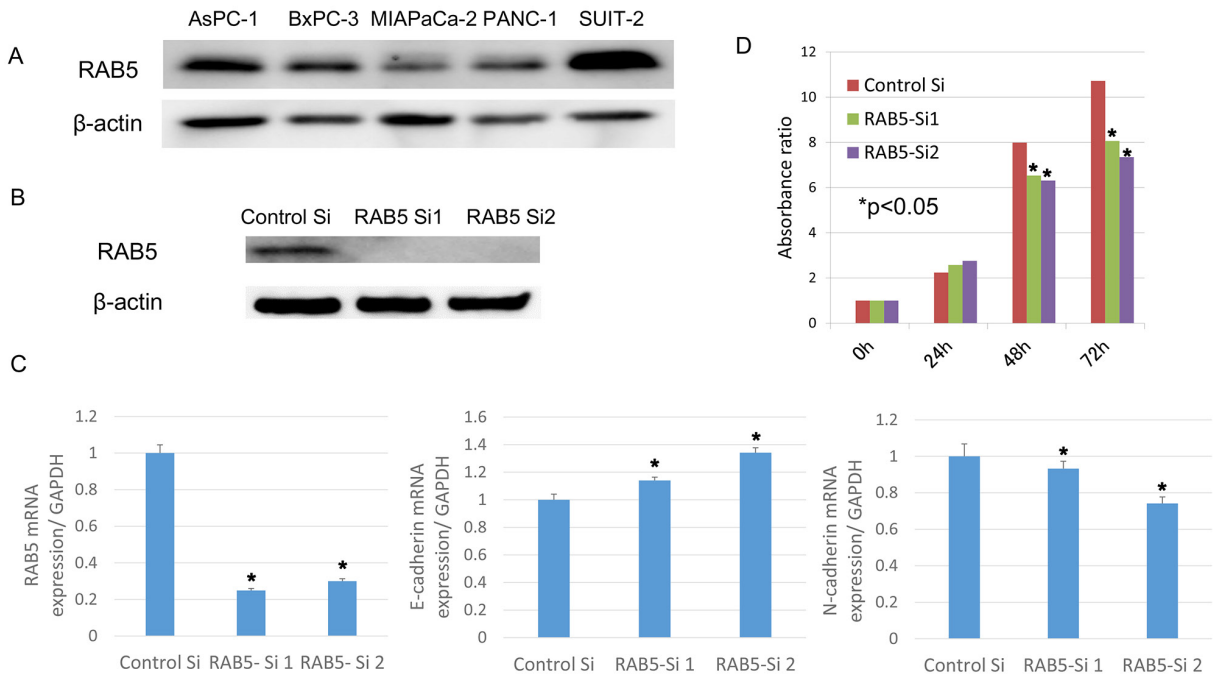 A
AsPC-1 BxPC-3 MIAPaCa-2 PANC-1 SUIT-2
RAB5
β-actin
B
Control Si RAB5 Si1 RAB5 Si2
RAB5
β-actin
D
Absorbance ratio
12
10
8
6
4
2
0
Control Si
RAB5-Si1
RAB5-Si2
*p<0.05
* *
* *
0h 24h 48h 72h
C
RAB5 mRNA
expression/ GAPDH
1.2
1
0.8
0.6
0.4
0.2
0
* *
Control Si RAB5- Si 1 RAB5- Si 2
E-cadherin mRNA
expression/ GAPDH
1.6
1.4
1.2
1
0.8
0.6
0.4
0.2
0
* *
Control Si RAB5-Si 1 RAB5-Si 2
N-cadherin mRNA
expression/ GAPDH
1.2
1
0.8
0.6
0.4
0.2
0
* *
Control Si RAB5-Si 1 RAB5-Si 2